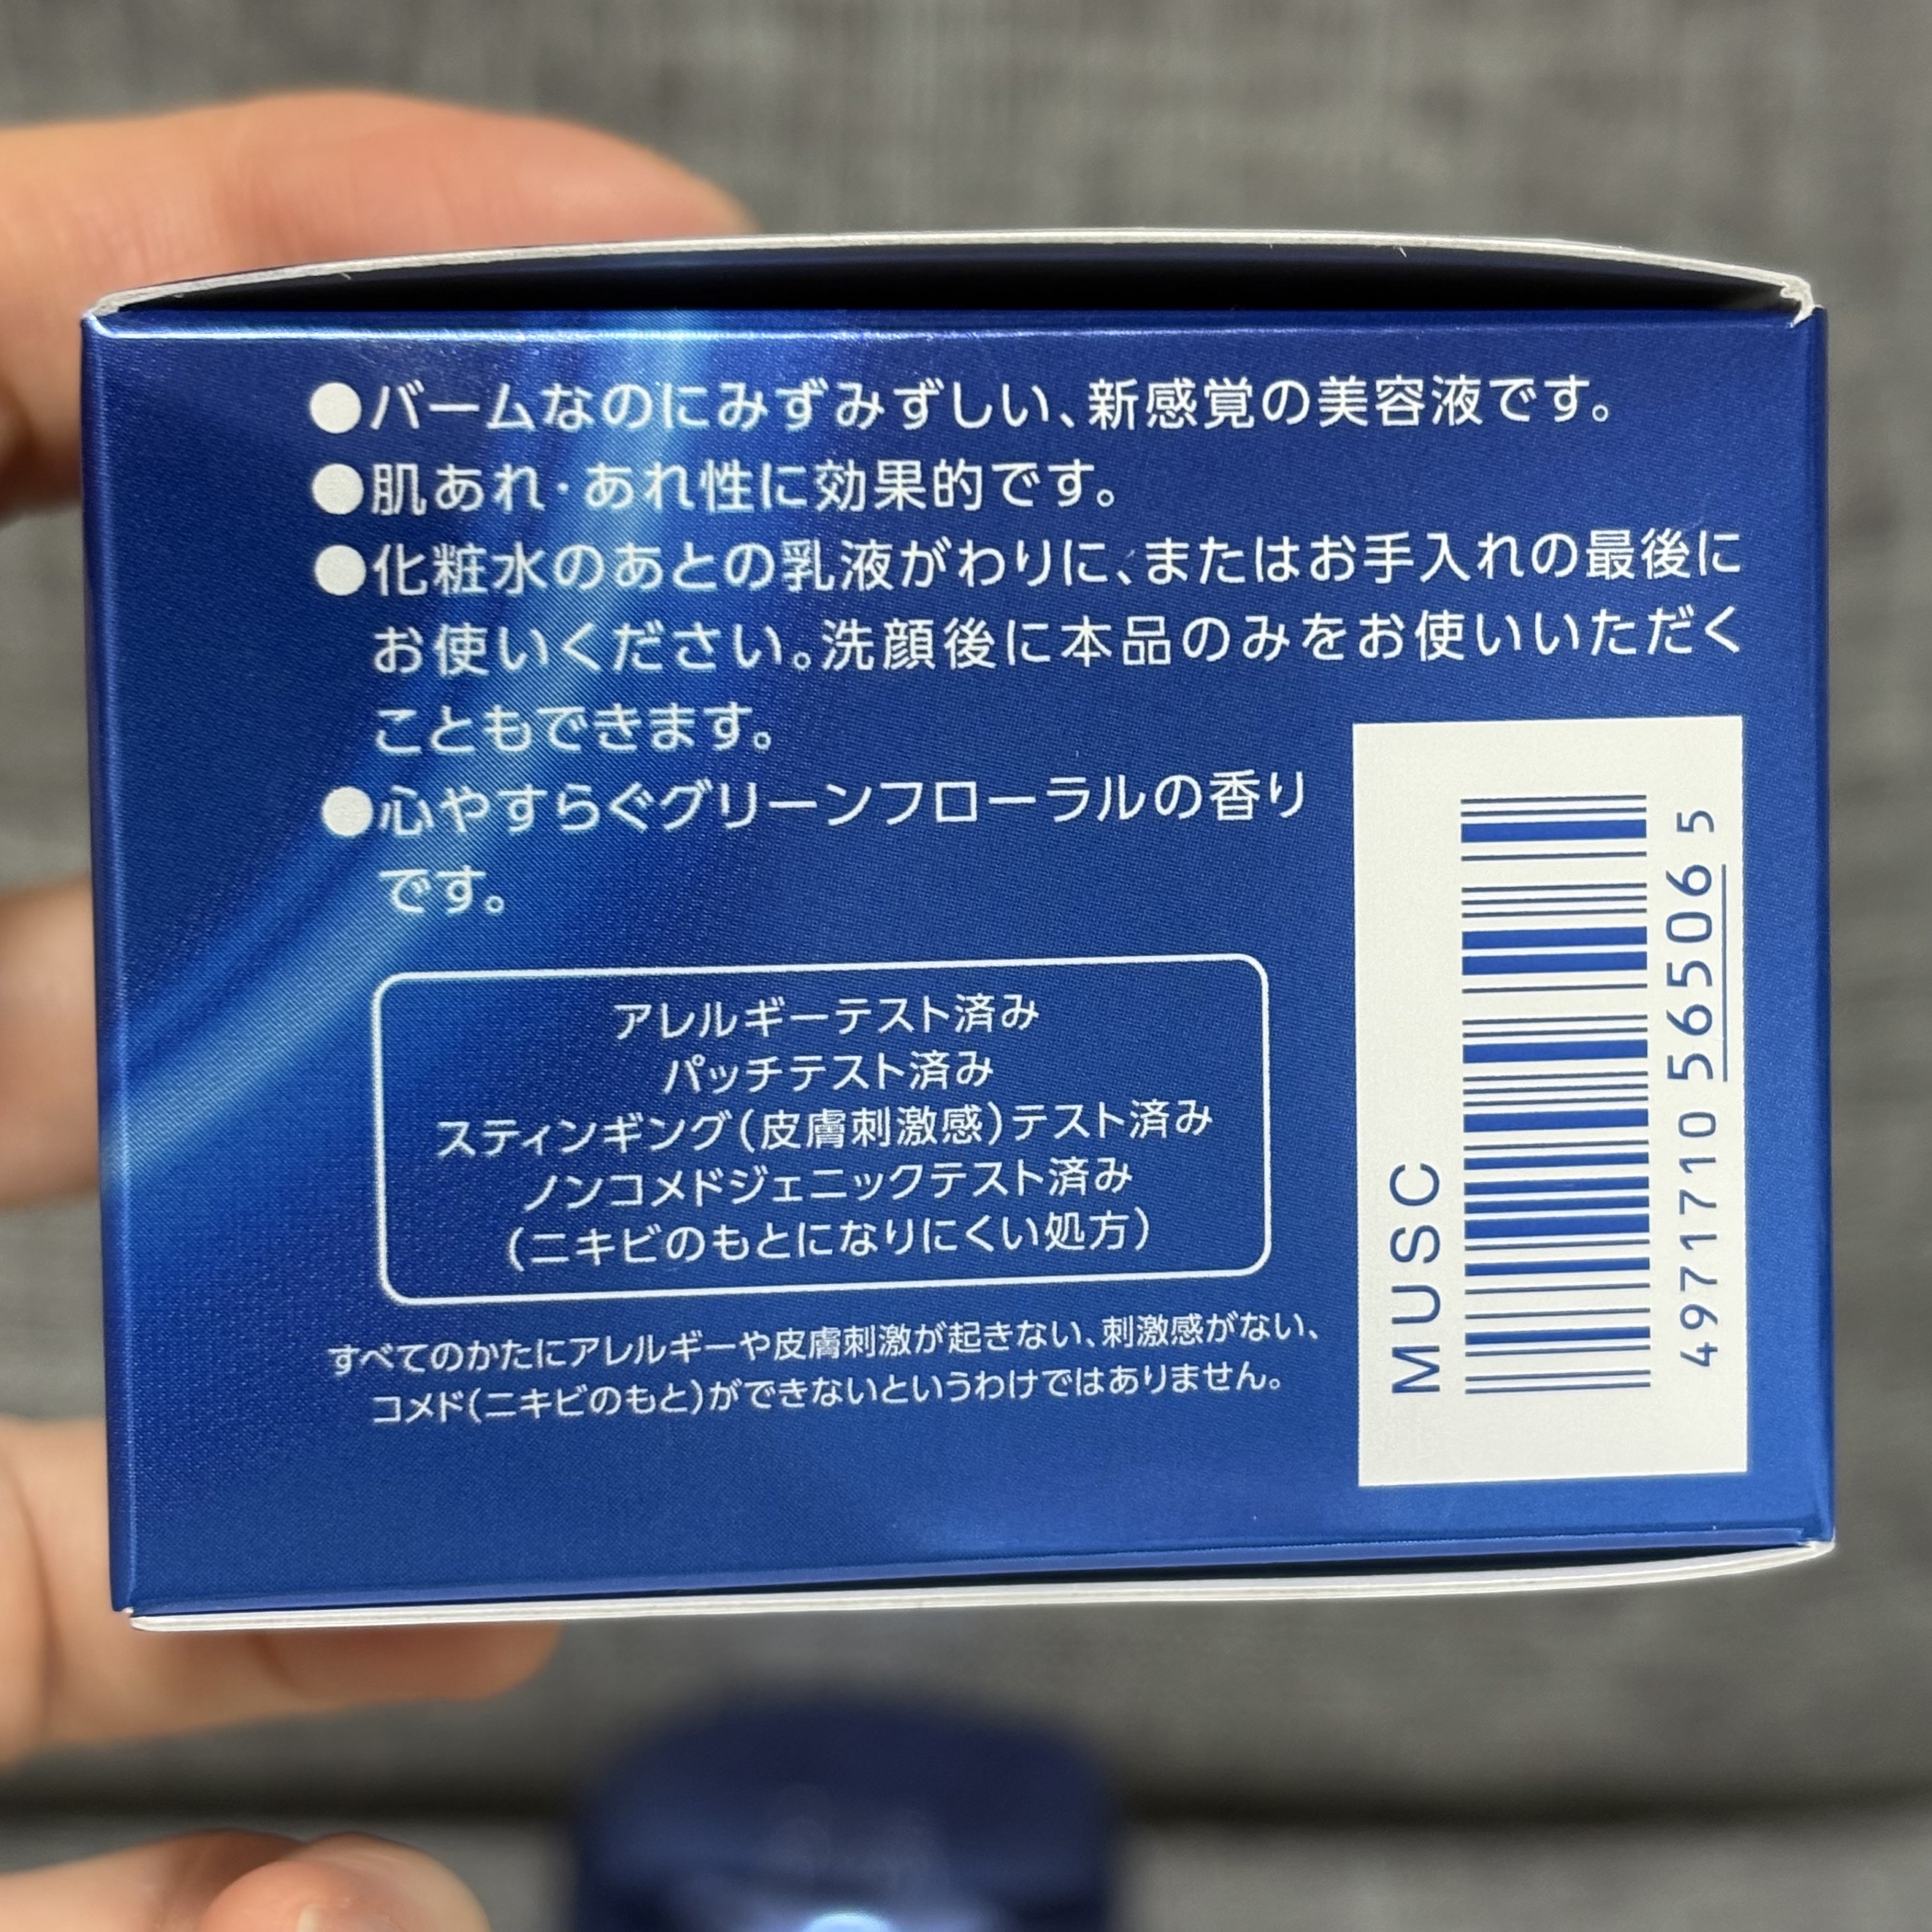 ●バームなのにみずみずしい、新感覚の美容液です。
●肌あれ・あれ性に効果的です。
●化粧水のあとの乳液がわりに、またはお手入れの最後に
お使いください。洗顔後に本品のみをお使いいただく
こともできます。
●心やすらぐグリーンフローラルの香り
です。
アレルギーテスト済み
パッチテスト済み
スティンギング(皮膚刺激感)テスト済み
ノンコメドジェニックテスト済み
(ニキビのもとになりにくい処方)
すべてのかたにアレルギーや皮膚刺激が起きない、刺激感がない、
コメド(ニキビのもと)ができないというわけではありません。
MUSC
4971710 56506 5